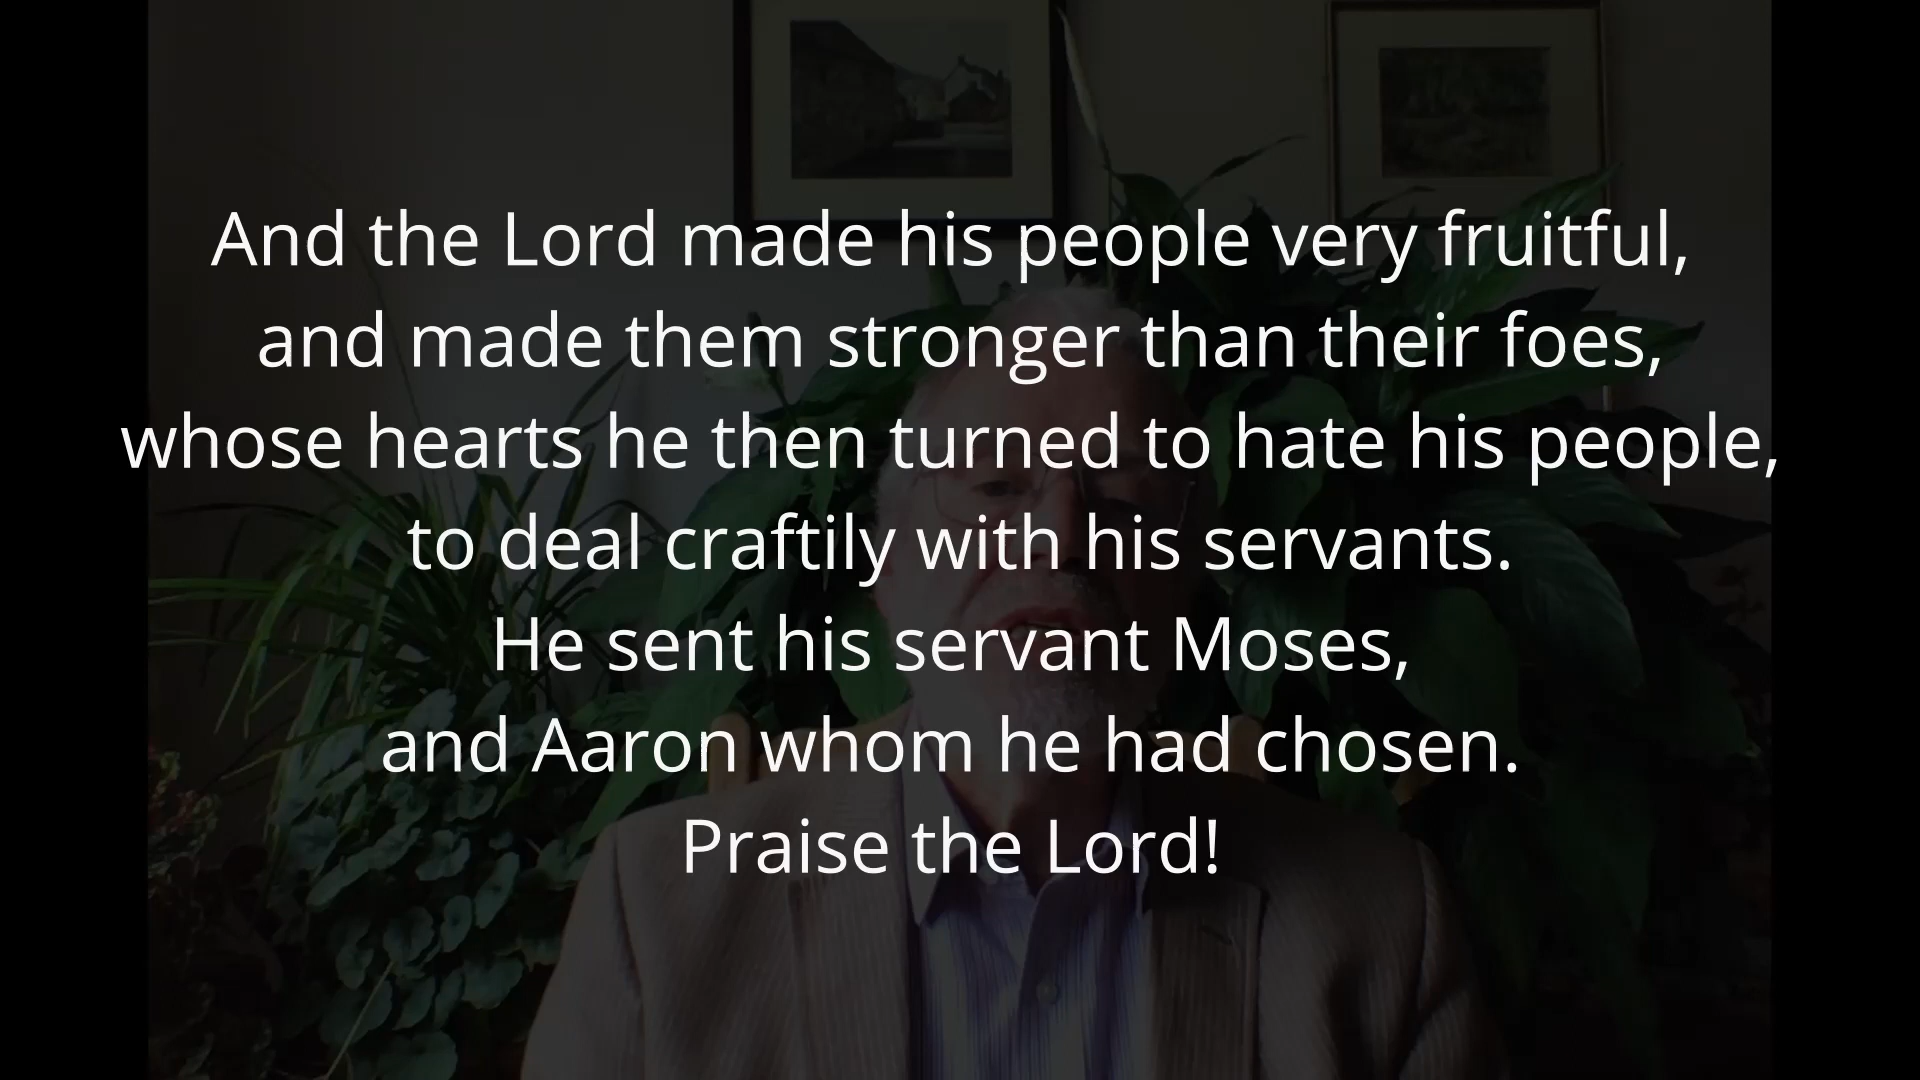 And the Lord made his people very fruitful,
and made them stronger than their foes,
whose hearts he then turned to hate his people,
to deal craftily with his servants.
He sent his servant Moses,
and Aaron whom he had chosen.
Praise the Lord!